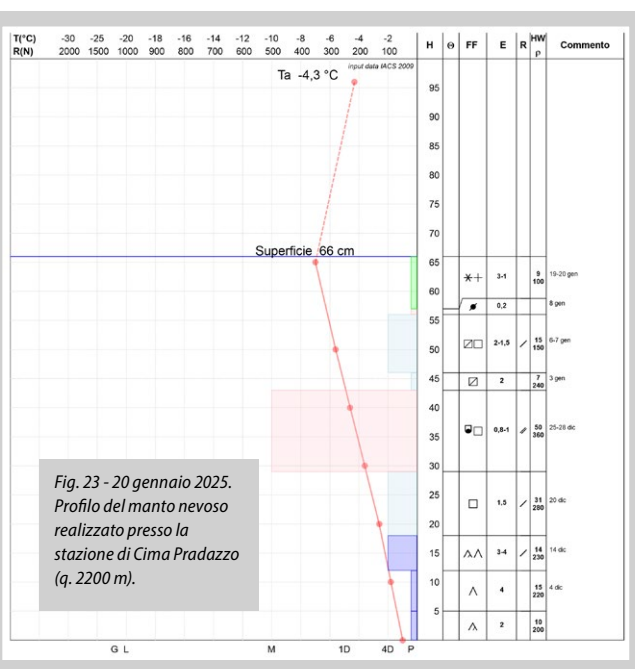 T(°C) -30 -25 -20 -16 -14 -12 -10 -8 -6 -4 -2 H Θ FF E R HW ρ Commento
R(N) 2000 1500 1000 900 800 700 600 500 400 300 200 100
input data IACS 2009
Ta -4,3 °C
95
90
85
80
75
70
Superficie 66 cm
65
3-1 9 100 19-20 gen
60
0,2 8 gen
55
50 2-1,5 15 150 6-7 gen
45 2 7 240 3 gen
40
0,8-1 50 360 25-28 dic
35
30
25
1,5 31 280 20 dic
20
15 3-4 14 230 14 dic
10 4 15 220 4 dic
5
2 10 200
G L M 1D 4D P
Fig. 23 - 20 gennaio 2025.
Profilo del manto nevoso
realizzato presso la
stazione di Cima Pradazzo
(q. 2200 m).